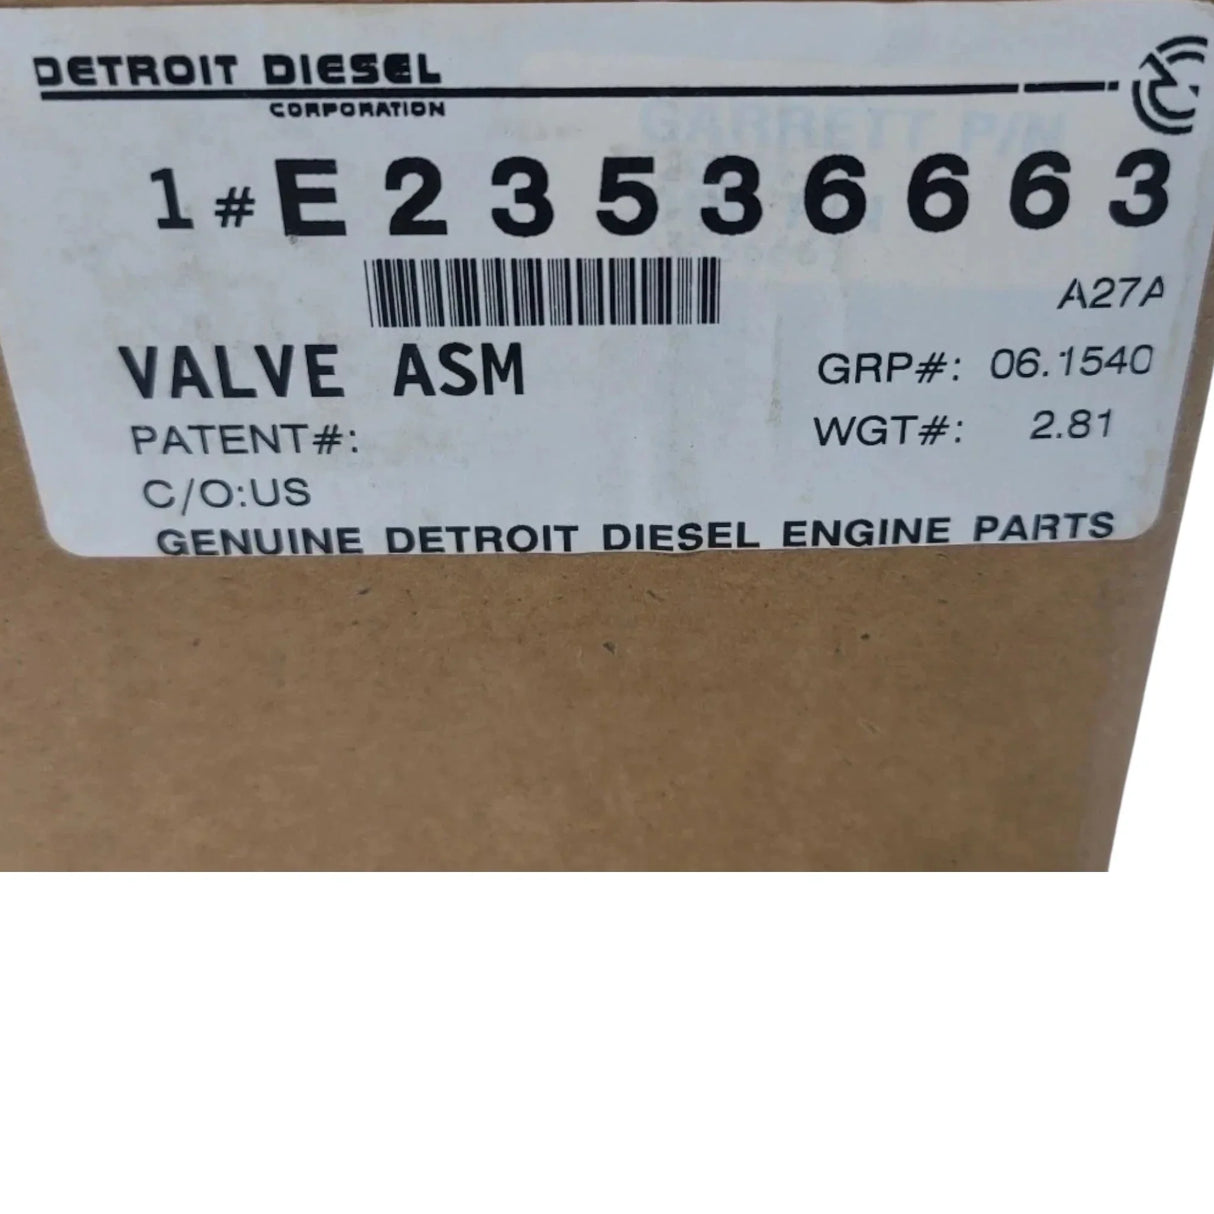 DETROIT DIESEL
CORPORATION
GARRETT P/N
1# E23536663
A27A
VALVE ASM
GRP#: 06.1540
PATENT#:
WGT#: 2.81
C/O:US
GENUINE DETROIT DIESEL ENGINE PARTS